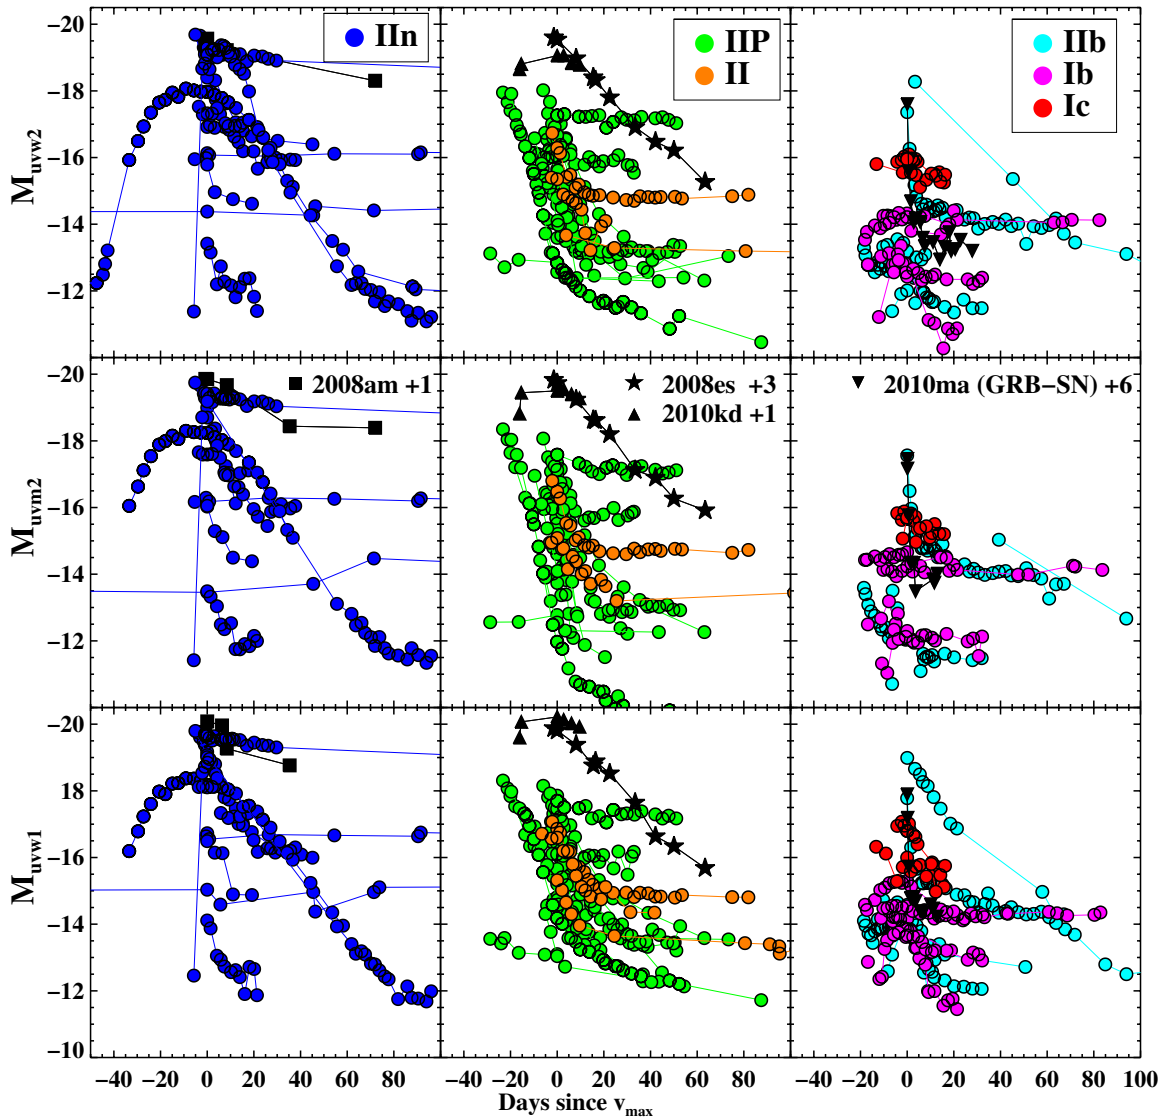 IIn
IIP
II
IIb
Ib
Ic
-20
-18
-16
-14
-12
M_uvw2
2008am +1
2008es +3
2010kd +1
2010ma (GRB-SN) +6
-20
-18
-16
-14
-12
M_uvm2
-20
-18
-16
-14
-12
-10
M_uvw1
-40 -20 0 20 40 60 80
-40 -20 0 20 40 60 80
-40 -20 0 20 40 60 80 100
Days since v_max